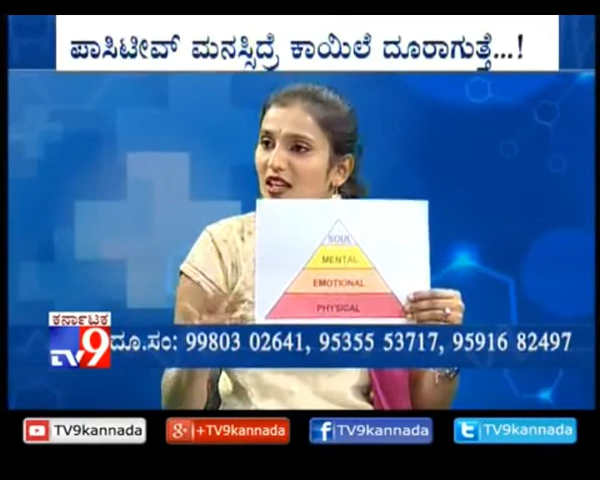 ಪಾಸಿಟೀವ್ ಮನಸ್ಸಿದ್ರೆ ಕಾಯಿಲೆ ದೂರಾಗುತ್ತೆ...!
SOUL
MENTAL
EMOTIONAL
PHYSICAL
ಕರ್ನಾಟಕ
TV9
ದೂ.ಸಂ: 99803 02641, 95355 53717, 95916 82497
TV9kannada
+TV9kannada
TV9kannada
TV9kannada